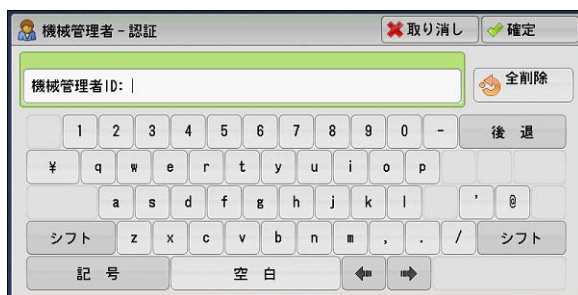 機械管理者 - 認証 取り消し 確定
機械管理者ID: 全削除
1 2 3 4 5 6 7 8 9 0 - 後 退
¥ q w e r t y u i o p
a s d f g h j k l ' @
シフト z x c v b n m , . / シフト
記 号 空 白